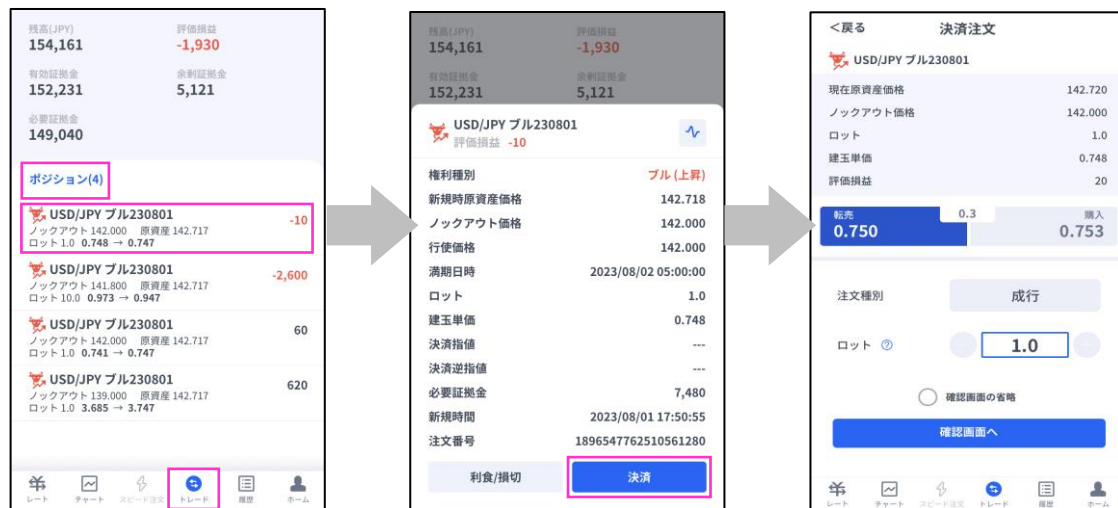 残高(JPY) 評価損益
154,161 -1,930
有効証拠金 余剰証拠金
152,231 5,121
必要証拠金
149,040
ポジション(4)
USD/JPY ブル230801 -10
ノックアウト 142.000 原資産 142.717
ロット 1.0 0.748 → 0.747
USD/JPY ブル230801 -2,600
ノックアウト 141.800 原資産 142.717
ロット 10.0 0.973 → 0.947
USD/JPY ブル230801 60
ノックアウト 142.000 原資産 142.717
ロット 1.0 0.741 → 0.747
USD/JPY ブル230801 620
ノックアウト 139.000 原資産 142.717
ロット 1.0 3.685 → 3.747
レート チャート スピード注文 トレード 履歴 ホーム
残高(JPY) 評価損益
154,161 -1,930
有効証拠金 余剰証拠金
152,231 5,121
USD/JPY ブル230801
評価損益 -10
権利種別 ブル (上昇)
新規時原資産価格 142.718
ノックアウト価格 142.000
行使価格 142.000
満期日時 2023/08/02 05:00:00
ロット 1.0
建玉単価 0.748
決済指値 ---
決済逆指値 ---
必要証拠金 7,480
新規時間 2023/08/01 17:50:55
注文番号 1896547762510561280
利食/損切 決済
<戻る 決済注文
USD/JPY ブル230801
現在原資産価格 142.720
ノックアウト価格 142.000
ロット 1.0
建玉単価 0.748
評価損益 20
転売 0.3 購入
0.750 0.753
注文種別 成行
ロット ? 1.0
確認画面の省略
確認画面へ
レート チャート スピード注文 トレード 履歴 ホーム